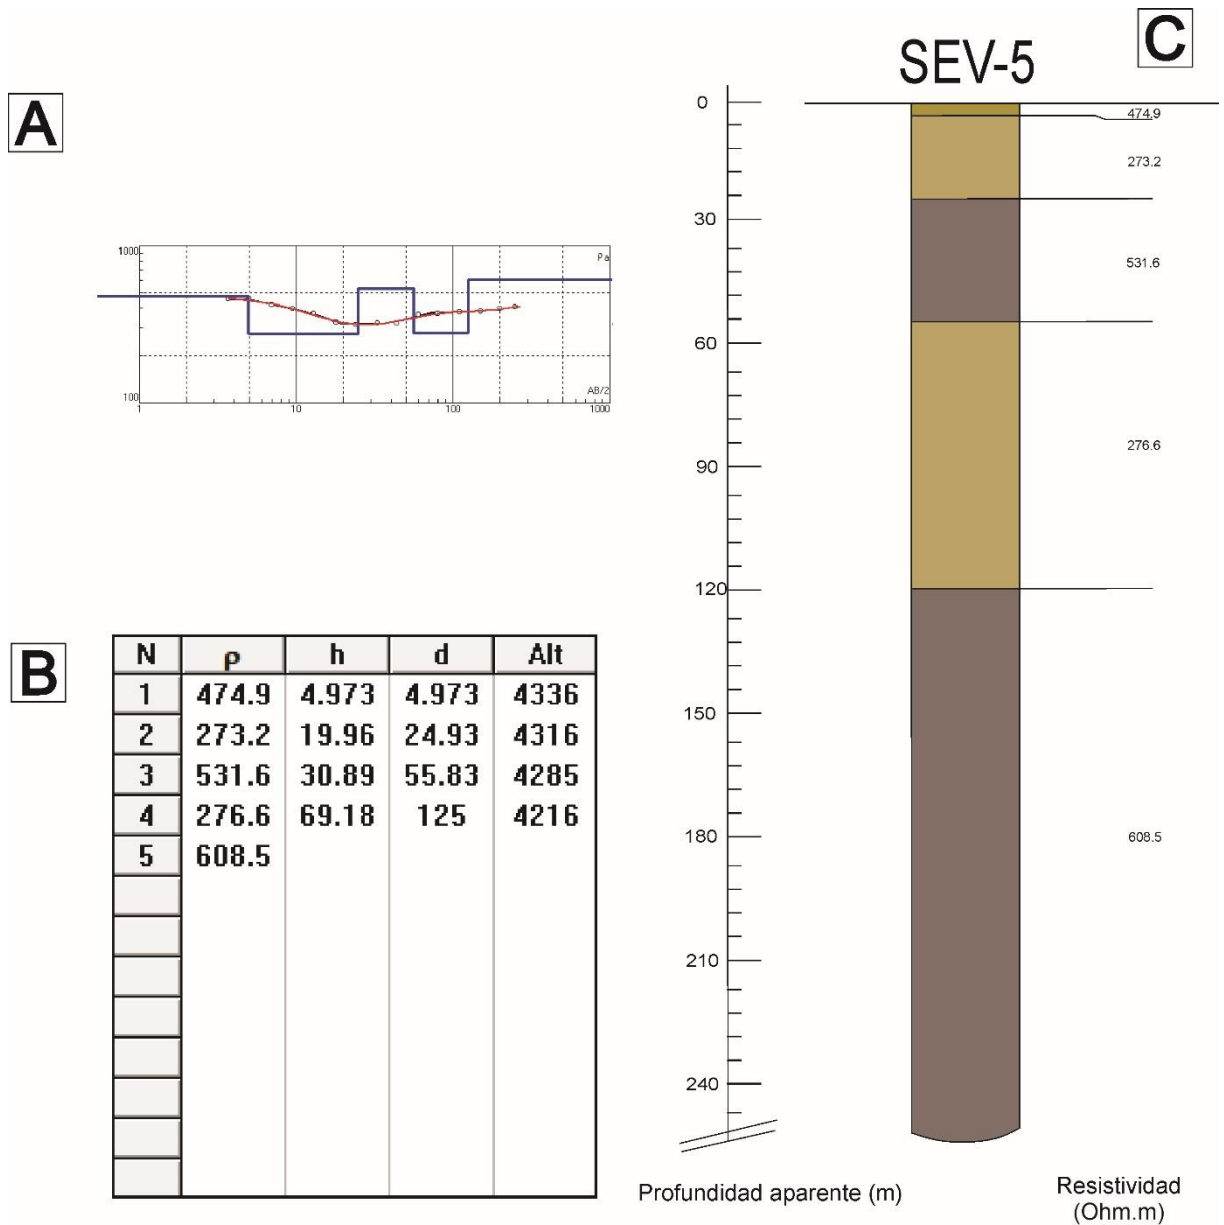 A
1000
Pa
100
AB/2
1 10 100 1000
B
N ρ h d Alt
1 474.9 4.973 4.973 4336
2 273.2 19.96 24.93 4316
3 531.6 30.89 55.83 4285
4 276.6 69.18 125 4216
5 608.5
C
SEV-5
0
30
60
90
120
150
180
210
240
474.9
273.2
531.6
276.6
608.5
Profundidad aparente (m)
Resistividad
(Ohm.m)